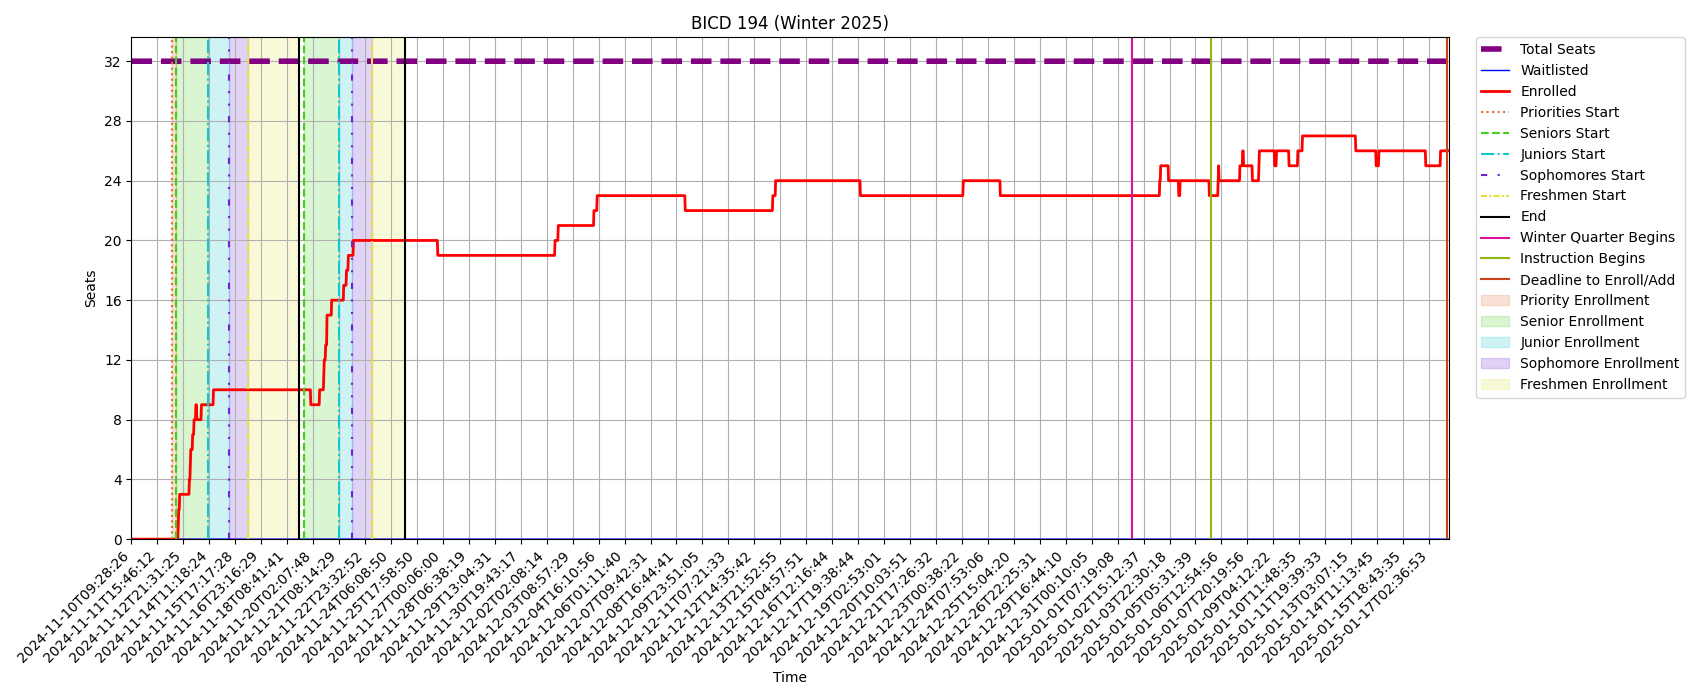 BICD 194 (Winter 2025)
Seats
32
28
24
20
16
12
8
4
0
2024-11-10T09:28:26
2024-11-11T15:46:12
2024-11-12T21:31:25
2024-11-14T11:18:24
2024-11-15T17:17:28
2024-11-16T23:16:29
2024-11-18T08:41:41
2024-11-20T02:07:48
2024-11-21T08:14:29
2024-11-22T23:32:52
2024-11-24T06:08:50
2024-11-25T17:58:50
2024-11-27T00:06:00
2024-11-28T06:38:19
2024-11-29T13:04:31
2024-11-30T19:43:17
2024-12-02T02:08:14
2024-12-03T08:57:29
2024-12-04T16:10:56
2024-12-06T01:11:40
2024-12-07T09:42:31
2024-12-08T16:44:41
2024-12-09T23:51:05
2024-12-11T07:21:33
2024-12-12T14:35:42
2024-12-13T21:52:55
2024-12-15T04:57:51
2024-12-16T12:16:44
2024-12-17T19:38:44
2024-12-19T02:53:01
2024-12-20T10:03:51
2024-12-21T17:26:32
2024-12-23T00:38:22
2024-12-24T07:53:06
2024-12-25T15:04:20
2024-12-26T22:25:31
2024-12-29T16:44:10
2024-12-31T00:10:05
2025-01-01T07:19:08
2025-01-02T15:12:37
2025-01-03T22:30:18
2025-01-05T05:31:39
2025-01-06T12:54:56
2025-01-07T20:19:56
2025-01-09T04:12:22
2025-01-10T11:48:35
2025-01-11T19:39:33
2025-01-13T03:07:15
2025-01-14T11:13:45
2025-01-15T18:43:35
2025-01-17T02:36:53
Time
Total Seats
Waitlisted
Enrolled
Priorities Start
Seniors Start
Juniors Start
Sophomores Start
Freshmen Start
End
Winter Quarter Begins
Instruction Begins
Deadline to Enroll/Add
Priority Enrollment
Senior Enrollment
Junior Enrollment
Sophomore Enrollment
Freshmen Enrollment